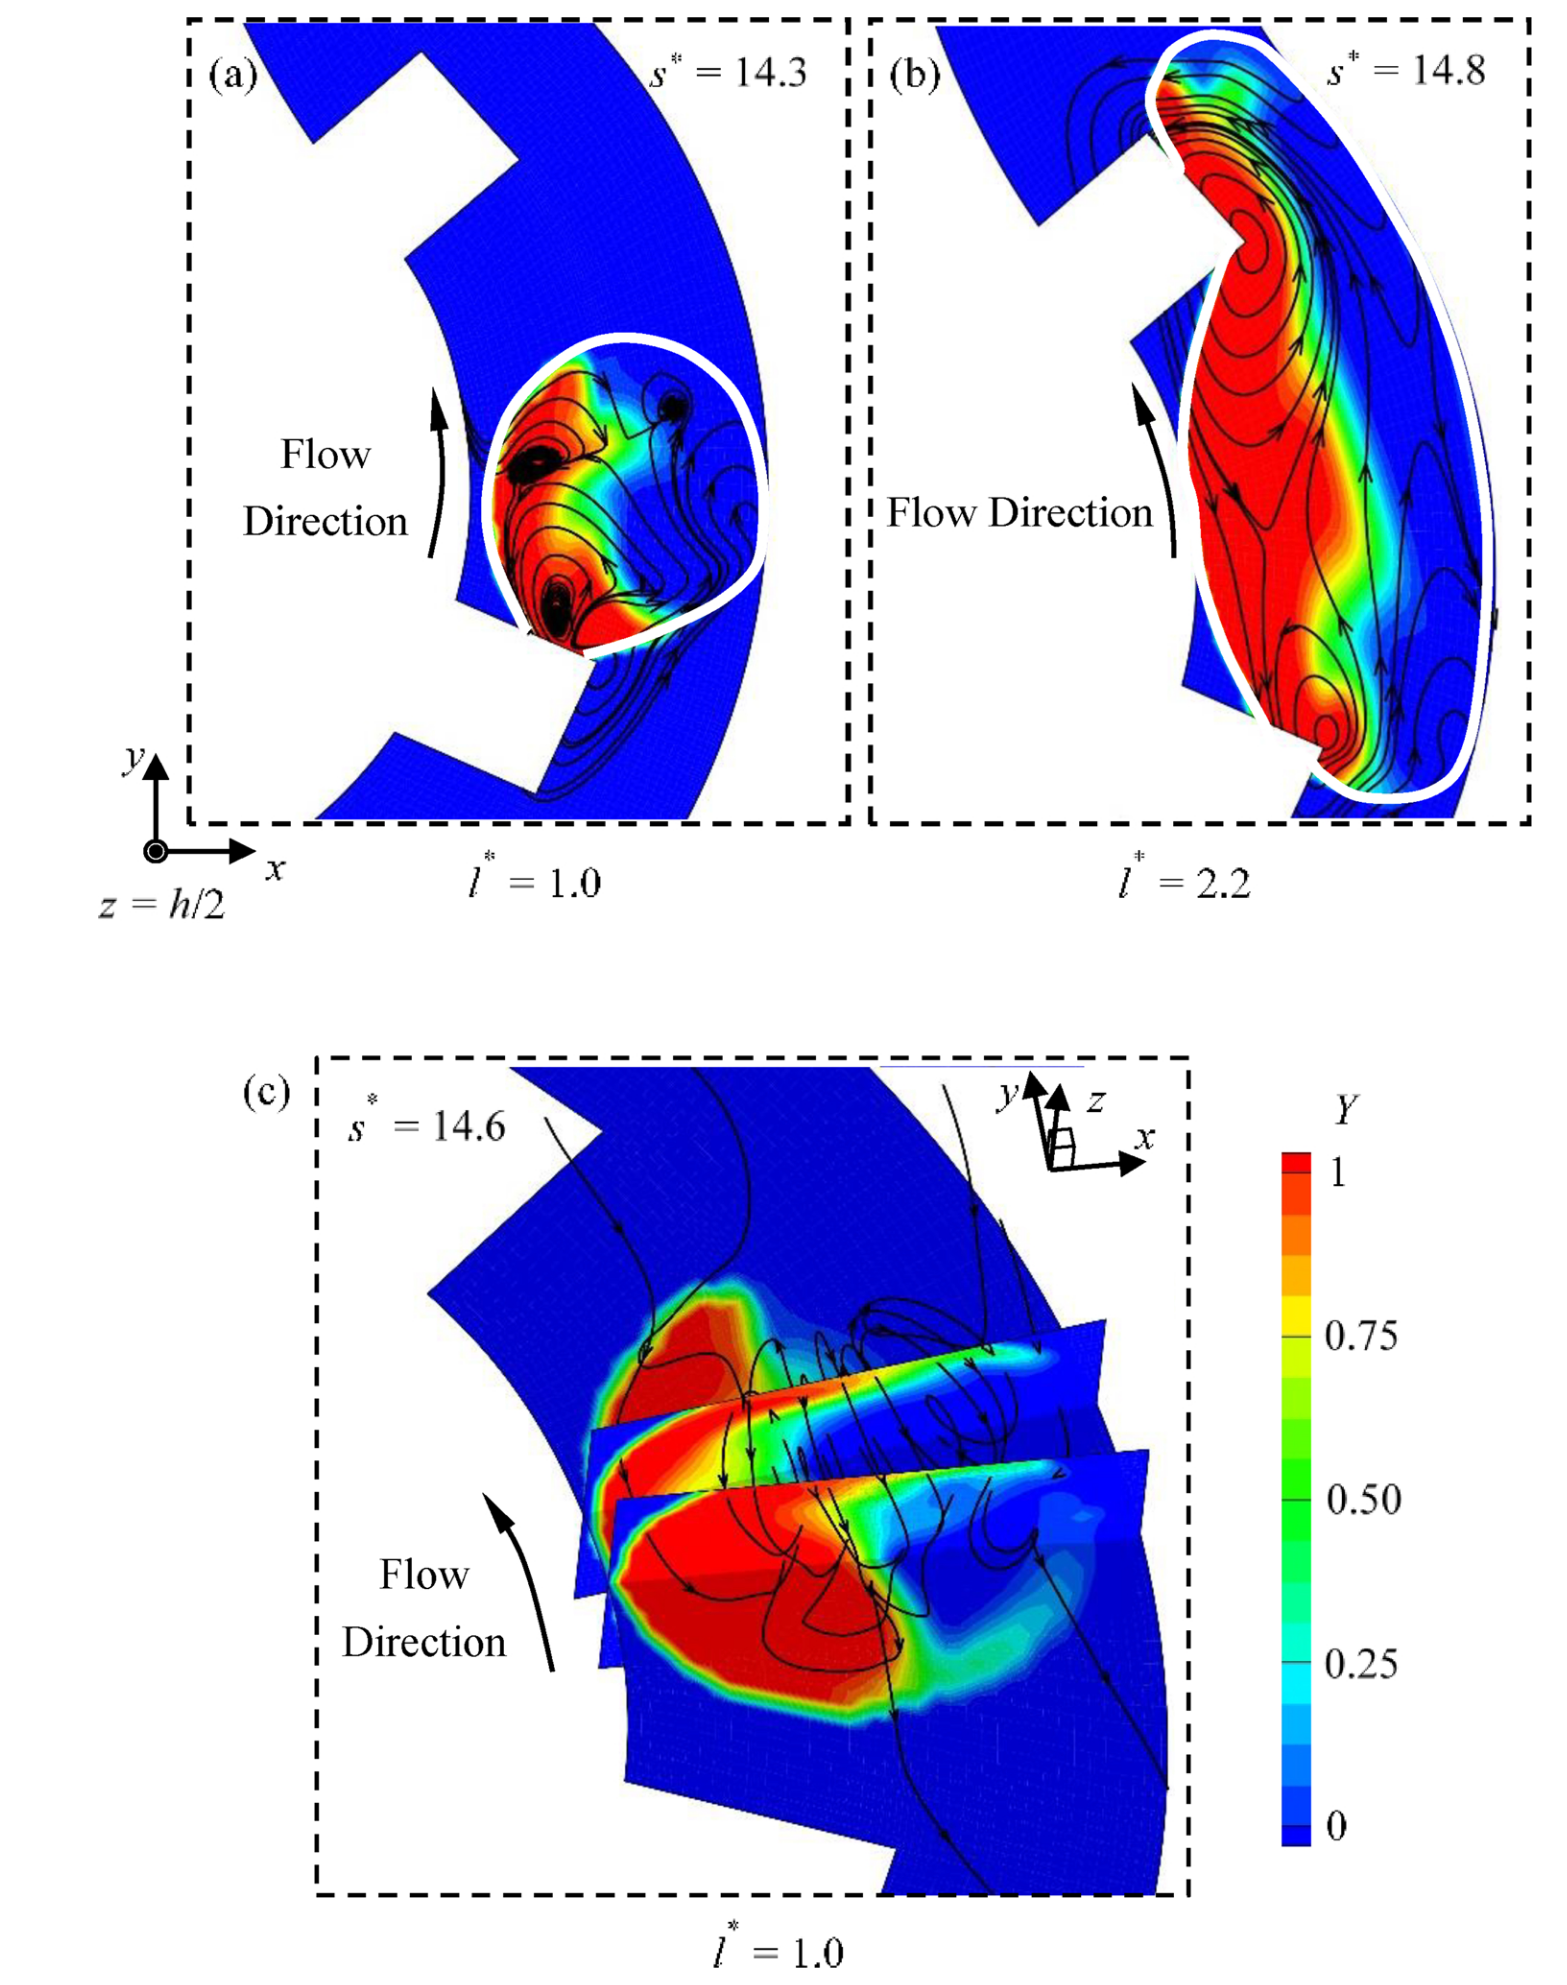 (a)
s* = 14.3
(b)
s* = 14.8
Flow
Direction
Flow Direction
y
x
z = h/2
l* = 1.0
l* = 2.2
(c)
s* = 14.6
y
z
x
Y
1
0.75
0.50
0.25
0
Flow
Direction
l* = 1.0